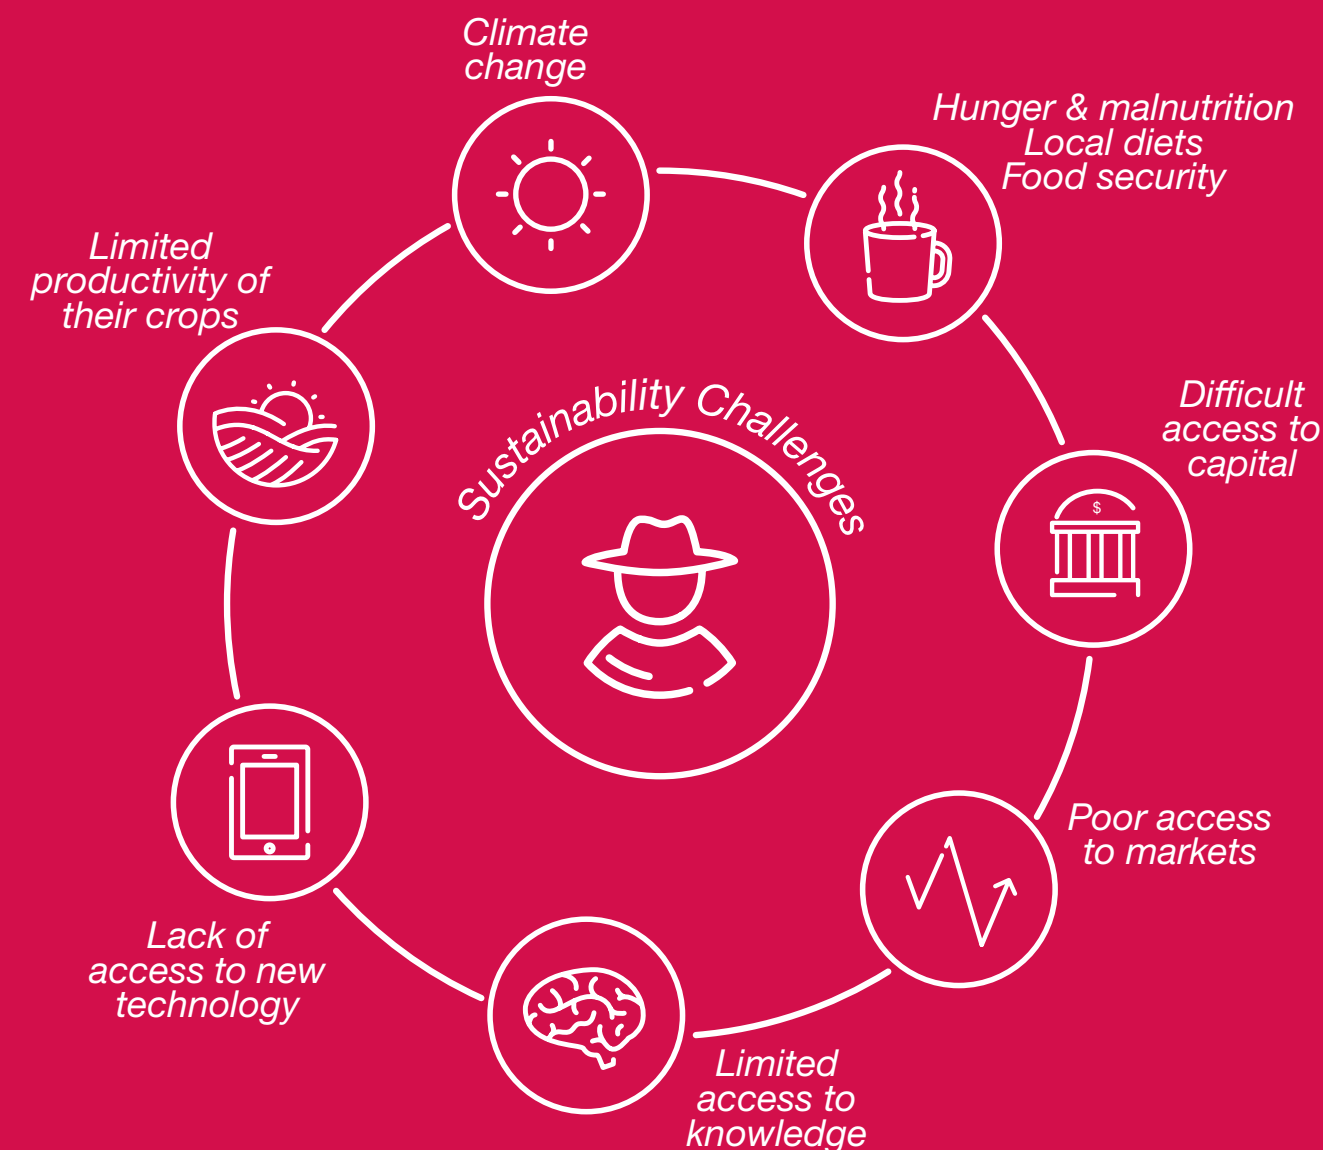 Climate
change
Hunger & malnutrition
Local diets
Food security
Limited
productivity of
their crops
Sustainability Challenges
Difficult
access to
capital
$
Poor access
to markets
Lack of
access to new
technology
Limited
access to
knowledge